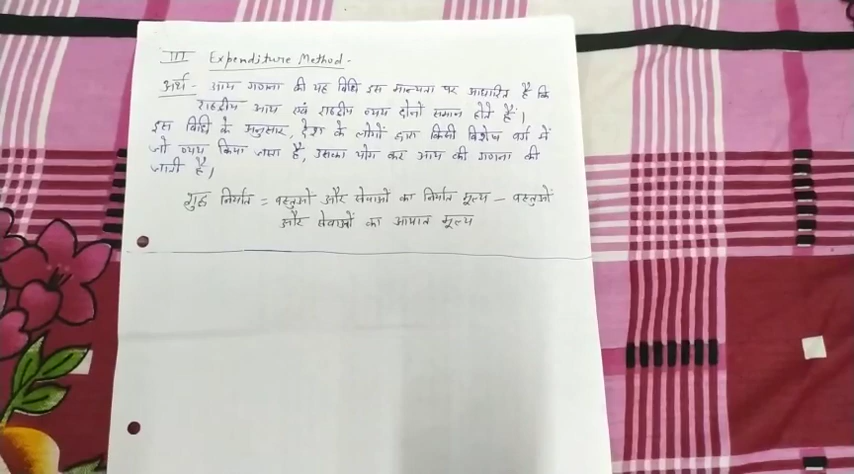 III Expenditure Method -
अर्थ - आय गणना की यह विधि इस मान्यता पर आधारित है कि
राष्ट्रीय आय एवं राष्ट्रीय व्यय दोनों समान होते हैं।
इस विधि के अनुसार, देश के लोगों द्वारा किसी विशेष वर्ग में
जो व्यय किया जाता है, उसका योग कर आय की गणना की
जाती है।
शुद्ध निर्यात = वस्तुओं और सेवाओं का निर्यात मूल्य - वस्तुओं
और सेवाओं का आयात मूल्य